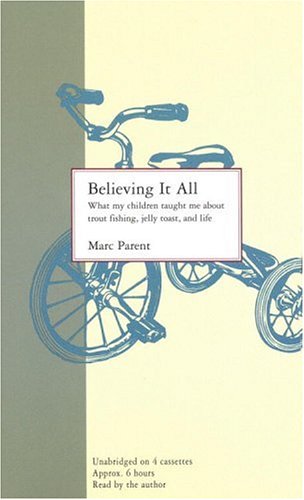 Believing It All
What my children taught me about
trout fishing, jelly toast, and life
Marc Parent
Unabridged on 4 cassettes
Approx. 6 hours
Read by the author